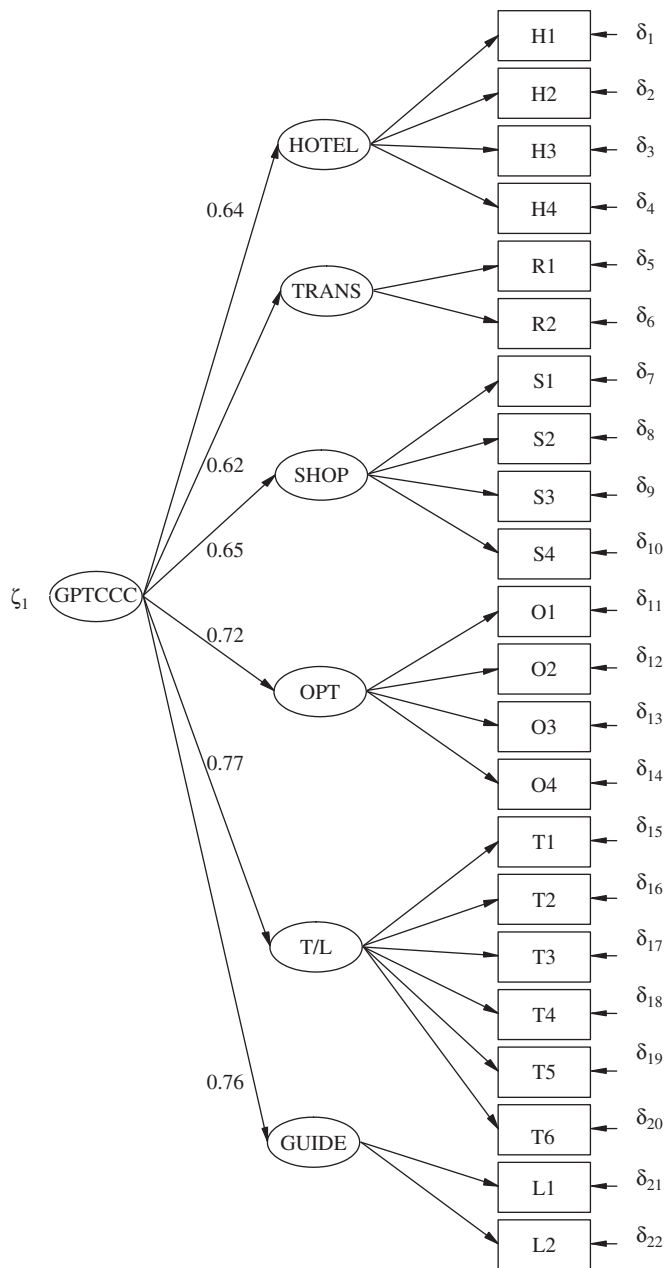 H1 δ1
H2 δ2
HOTEL
H3 δ3
0.64
H4 δ4
R1 δ5
TRANS
R2 δ6
S1 δ7
S2 δ8
0.62
SHOP
S3 δ9
0.65
S4 δ10
ζ1 GPTCCC
O1 δ11
0.72
O2 δ12
OPT
O3 δ13
0.77
O4 δ14
T1 δ15
T2 δ16
T/L
T3 δ17
T4 δ18
T5 δ19
0.76
T6 δ20
GUIDE
L1 δ21
L2 δ22